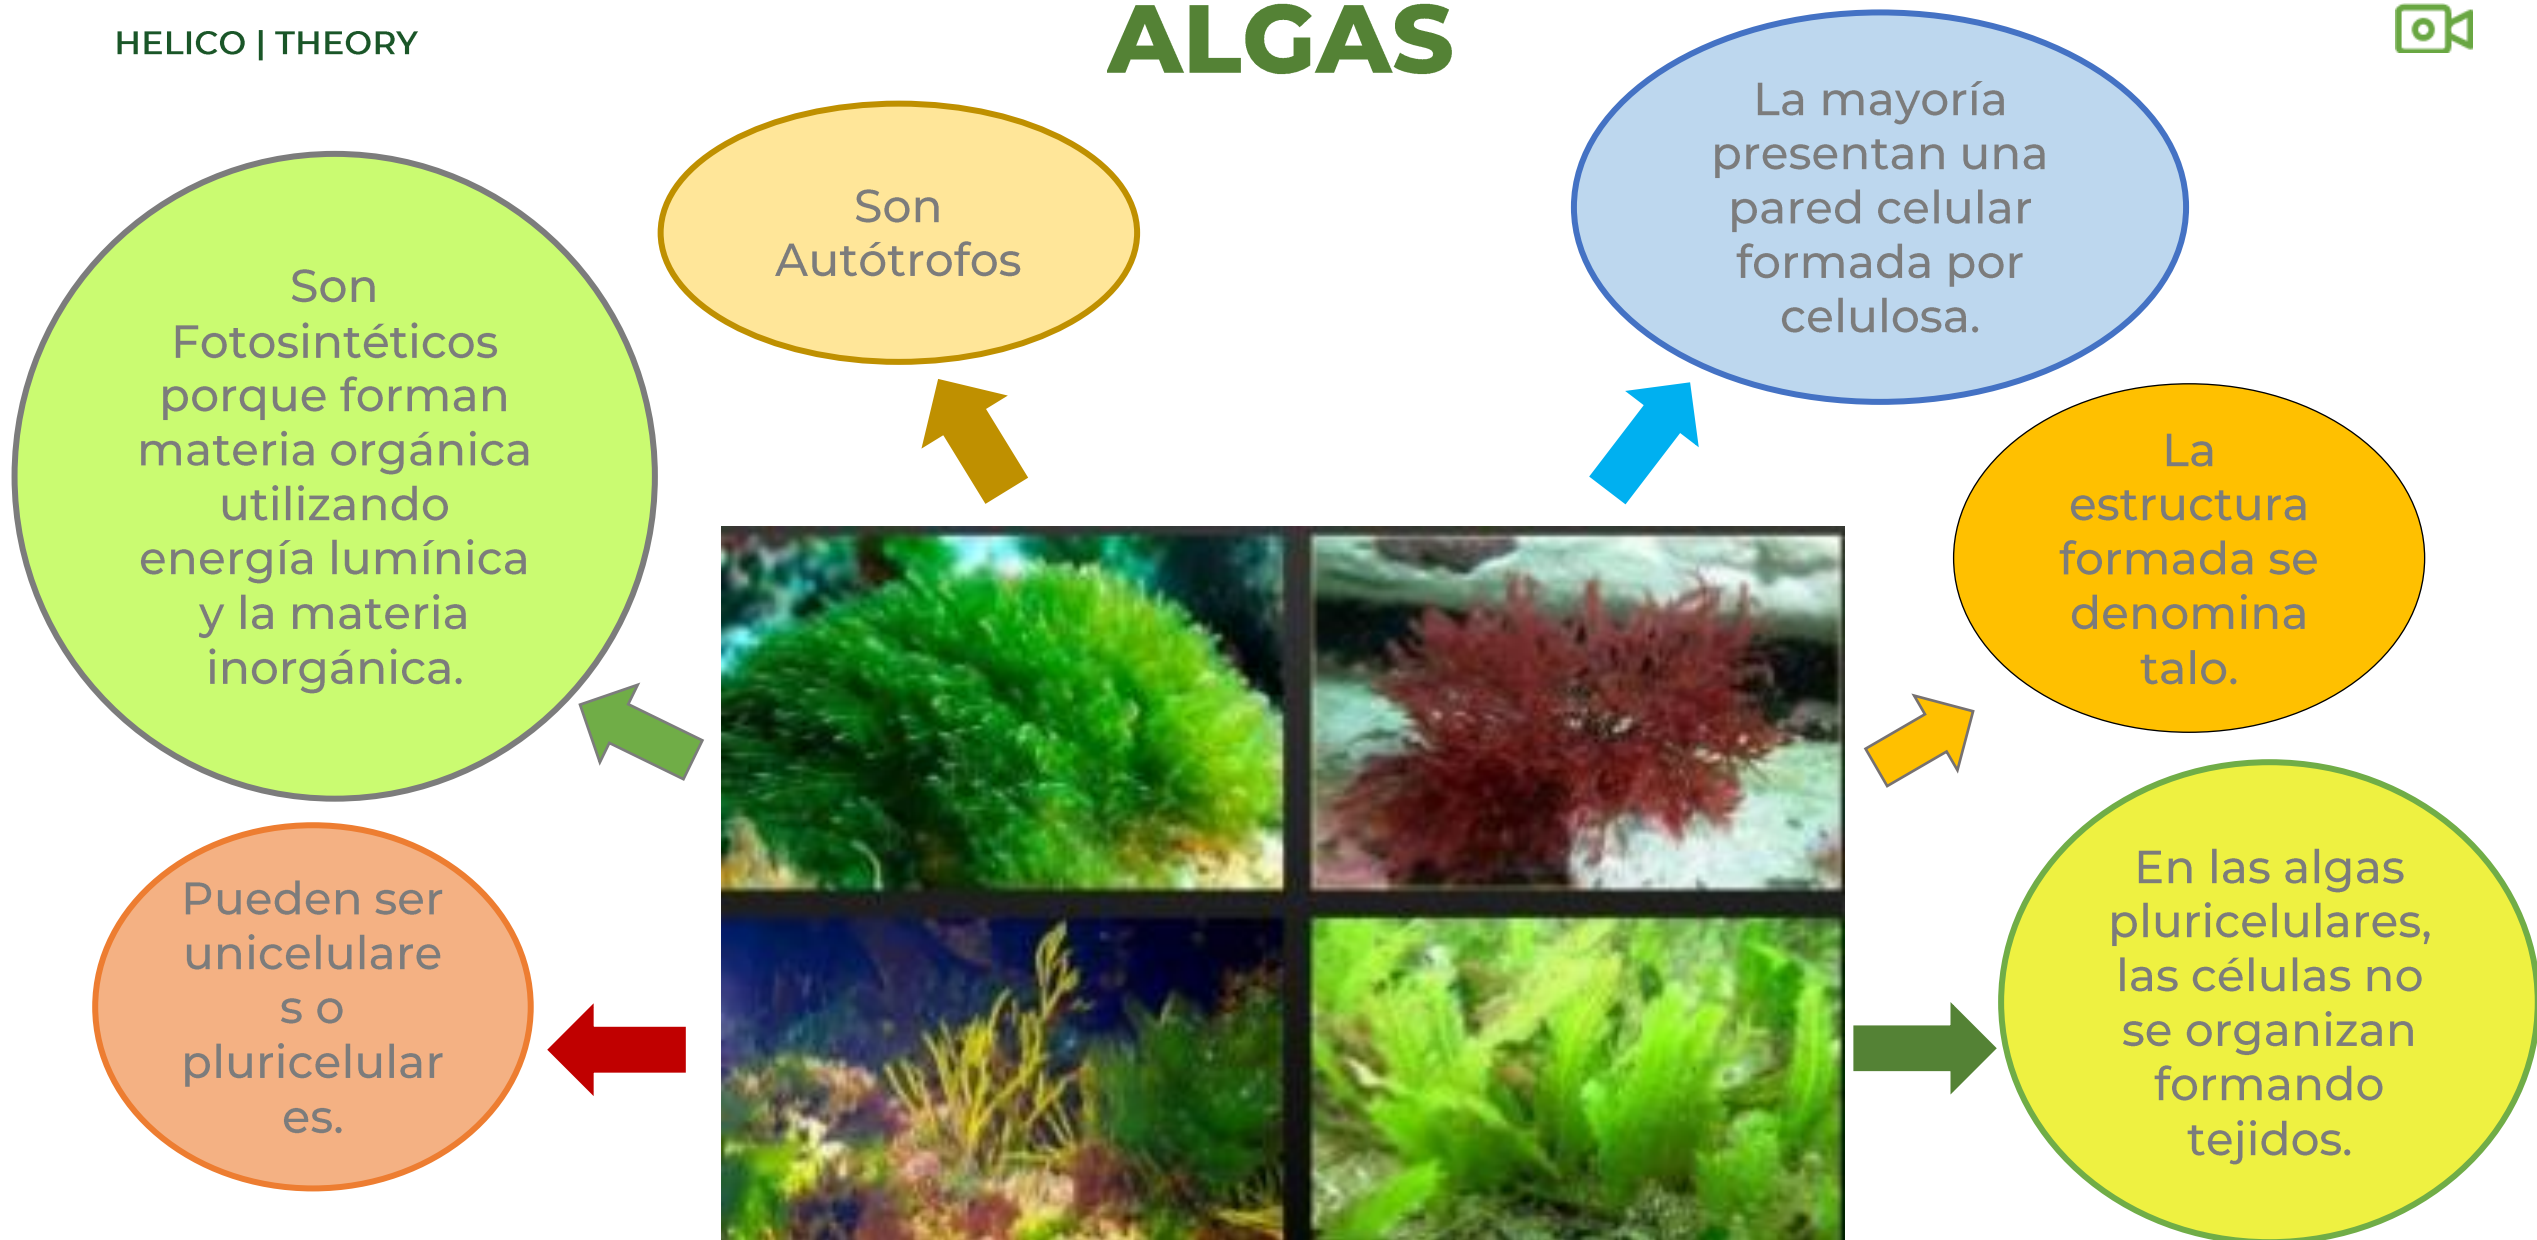 HELICO | THEORY
ALGAS
Son
Fotosintéticos
porque forman
materia orgánica
utilizando
energía lumínica
y la materia
inorgánica.
Son
Autótrofos
La mayoría
presentan una
pared celular
formada por
celulosa.
La
estructura
formada se
denomina
talo.
Pueden ser
unicelulare
s o
pluricelular
es.
En las algas
pluricelulares,
las células no
se organizan
formando
tejidos.